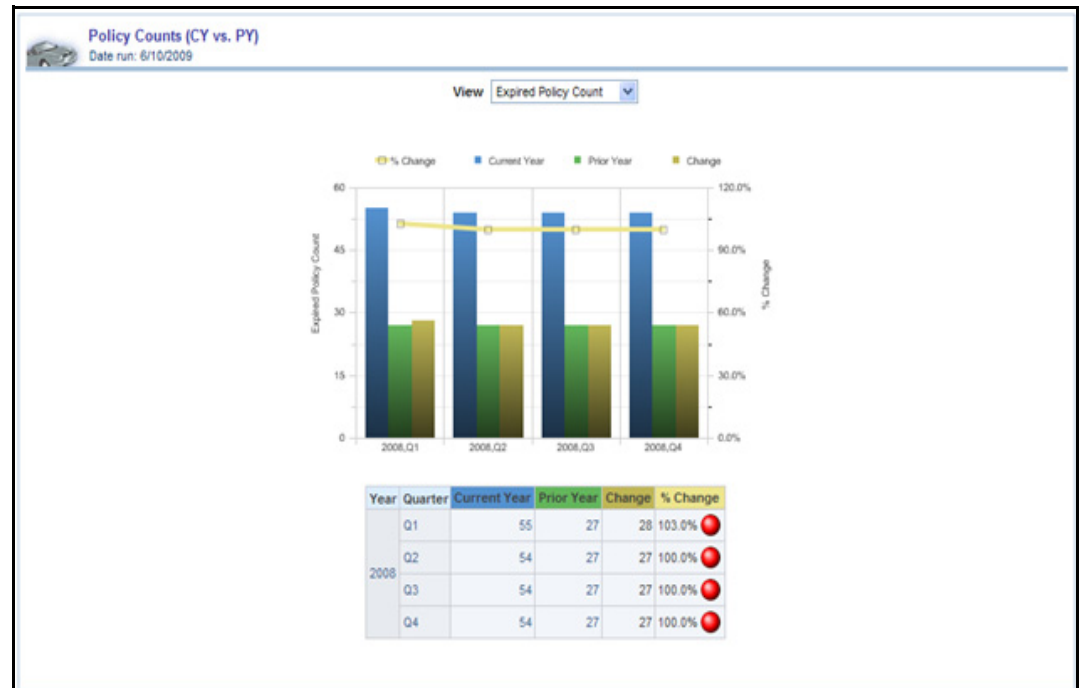 Policy Counts (CY vs. PY)
Date run: 6/10/2009
View Expired Policy Count
% Change Current Year Prior Year Change
60 120.0%
45 90.0%
30 60.0%
15 30.0%
0 0.0%
Expired Policy Count
% Change
2008,Q1 2008,Q2 2008,Q3 2008,Q4
Year Quarter Current Year Prior Year Change % Change
2008
Q1 55 27 28 103.0%
Q2 54 27 27 100.0%
Q3 54 27 27 100.0%
Q4 54 27 27 100.0%